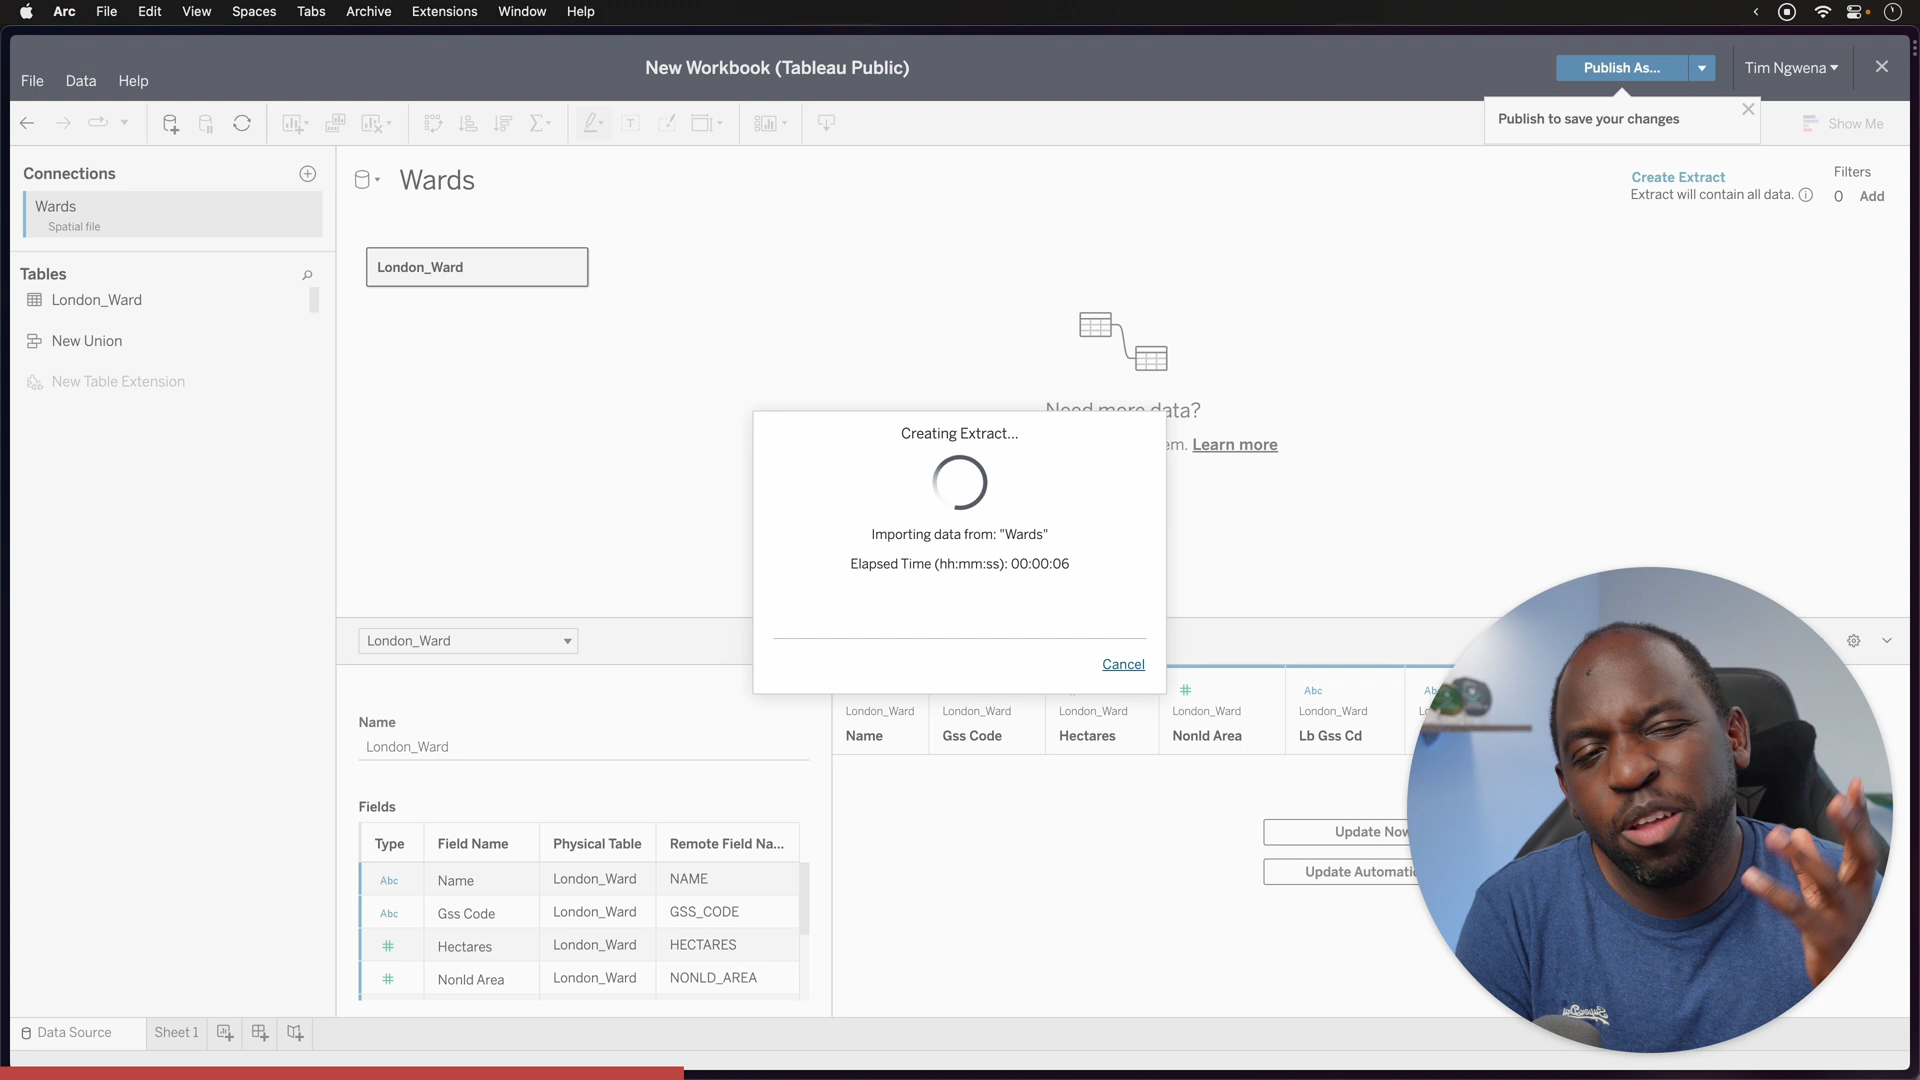 Arc File Edit View Spaces Tabs Archive Extensions Window Help
New Workbook (Tableau Public)
Publish As...
Tim Ngwena
File Data Help
Publish to save your changes
Show Me
Connections
Wards
Spatial file
Wards
Create Extract
Extract will contain all data.
Filters
0 Add
Tables
London_Ward
New Union
New Table Extension
London_Ward
Need more data?
em. Learn more
Creating Extract...
Importing data from: "Wards"
Elapsed Time (hh:mm:ss): 00:00:06
Cancel
London_Ward
Name
London_Ward
Fields
Type Field Name Physical Table Remote Field Na...
Abc Name London_Ward NAME
Abc Gss Code London_Ward GSS_CODE
# Hectares London_Ward HECTARES
# Nonld Area London_Ward NONLD_AREA
# Abc Ab
London_Ward London_Ward London_Ward London_Ward London_Ward Lo
Name Gss Code Hectares Nonld Area Lb Gss Cd
Update Now
Update Automatic
Data Source Sheet 1